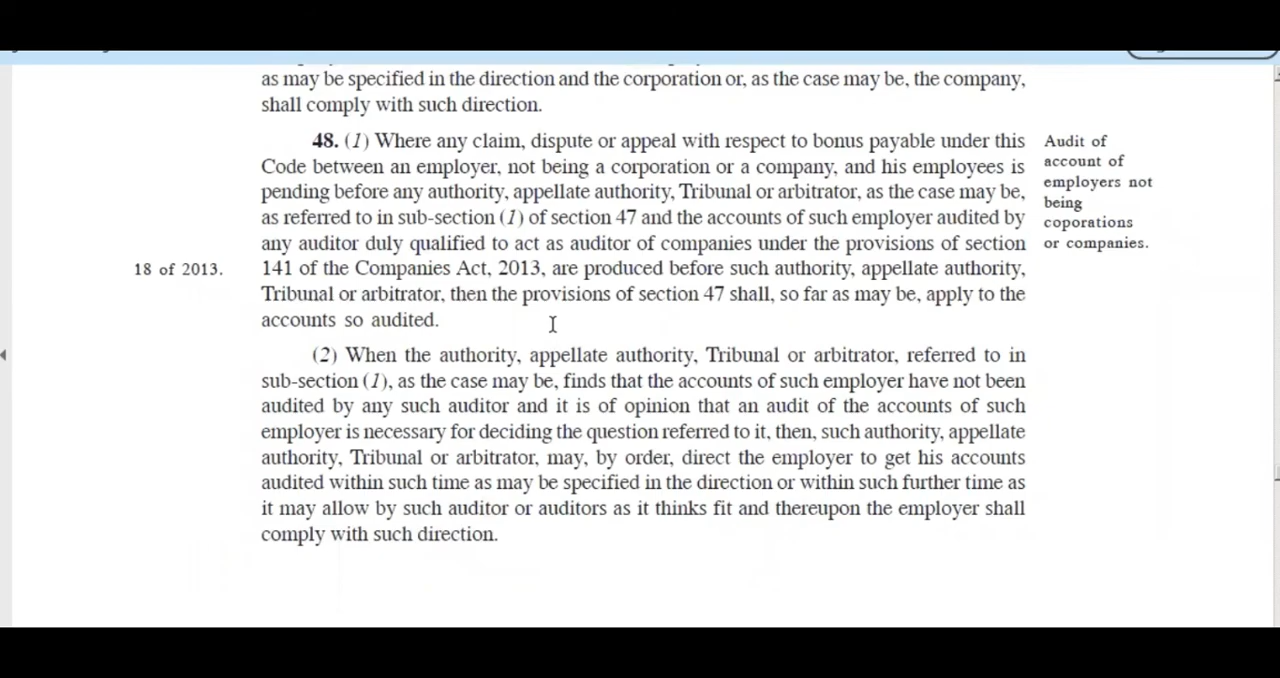 as may be specified in the direction and the corporation or, as the case may be, the company,
shall comply with such direction.
48. (1) Where any claim, dispute or appeal with respect to bonus payable under this
Code between an employer, not being a corporation or a company, and his employees is
pending before any authority, appellate authority, Tribunal or arbitrator, as the case may be,
as referred to in sub-section (1) of section 47 and the accounts of such employer audited by
any auditor duly qualified to act as auditor of companies under the provisions of section
141 of the Companies Act, 2013, are produced before such authority, appellate authority,
Tribunal or arbitrator, then the provisions of section 47 shall, so far as may be, apply to the
accounts so audited.
Audit of
account of
employers not
being
coporations
or companies.
18 of 2013.
(2) When the authority, appellate authority, Tribunal or arbitrator, referred to in
sub-section (1), as the case may be, finds that the accounts of such employer have not been
audited by any such auditor and it is of opinion that an audit of the accounts of such
employer is necessary for deciding the question referred to it, then, such authority, appellate
authority, Tribunal or arbitrator, may, by order, direct the employer to get his accounts
audited within such time as may be specified in the direction or within such further time as
it may allow by such auditor or auditors as it thinks fit and thereupon the employer shall
comply with such direction.